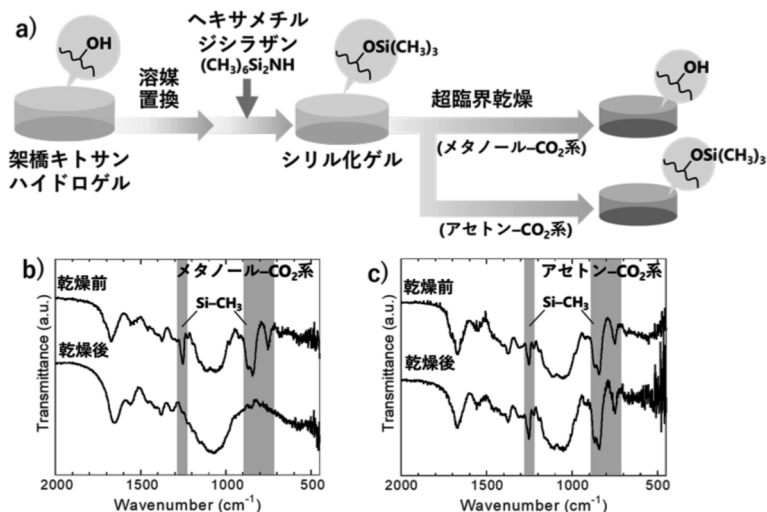 a)
OH
溶媒
置換
架橋キトサン
ハイドロゲル
ヘキサメチル
ジシラザン
(CH₃)₆Si₂NH
OSi(CH₃)₃
シリル化ゲル
超臨界乾燥
(メタノール–CO₂系)
OH
(アセトン–CO₂系)
OSi(CH₃)₃
b)
メタノール–CO₂系
乾燥前
Si–CH₃
乾燥後
Transmittance (a.u.)
2000 1500 1000 500
Wavenumber (cm⁻¹)
c)
アセトン–CO₂系
乾燥前
Si–CH₃
乾燥後
Transmittance (a.u.)
2000 1500 1000 500
Wavenumber (cm⁻¹)